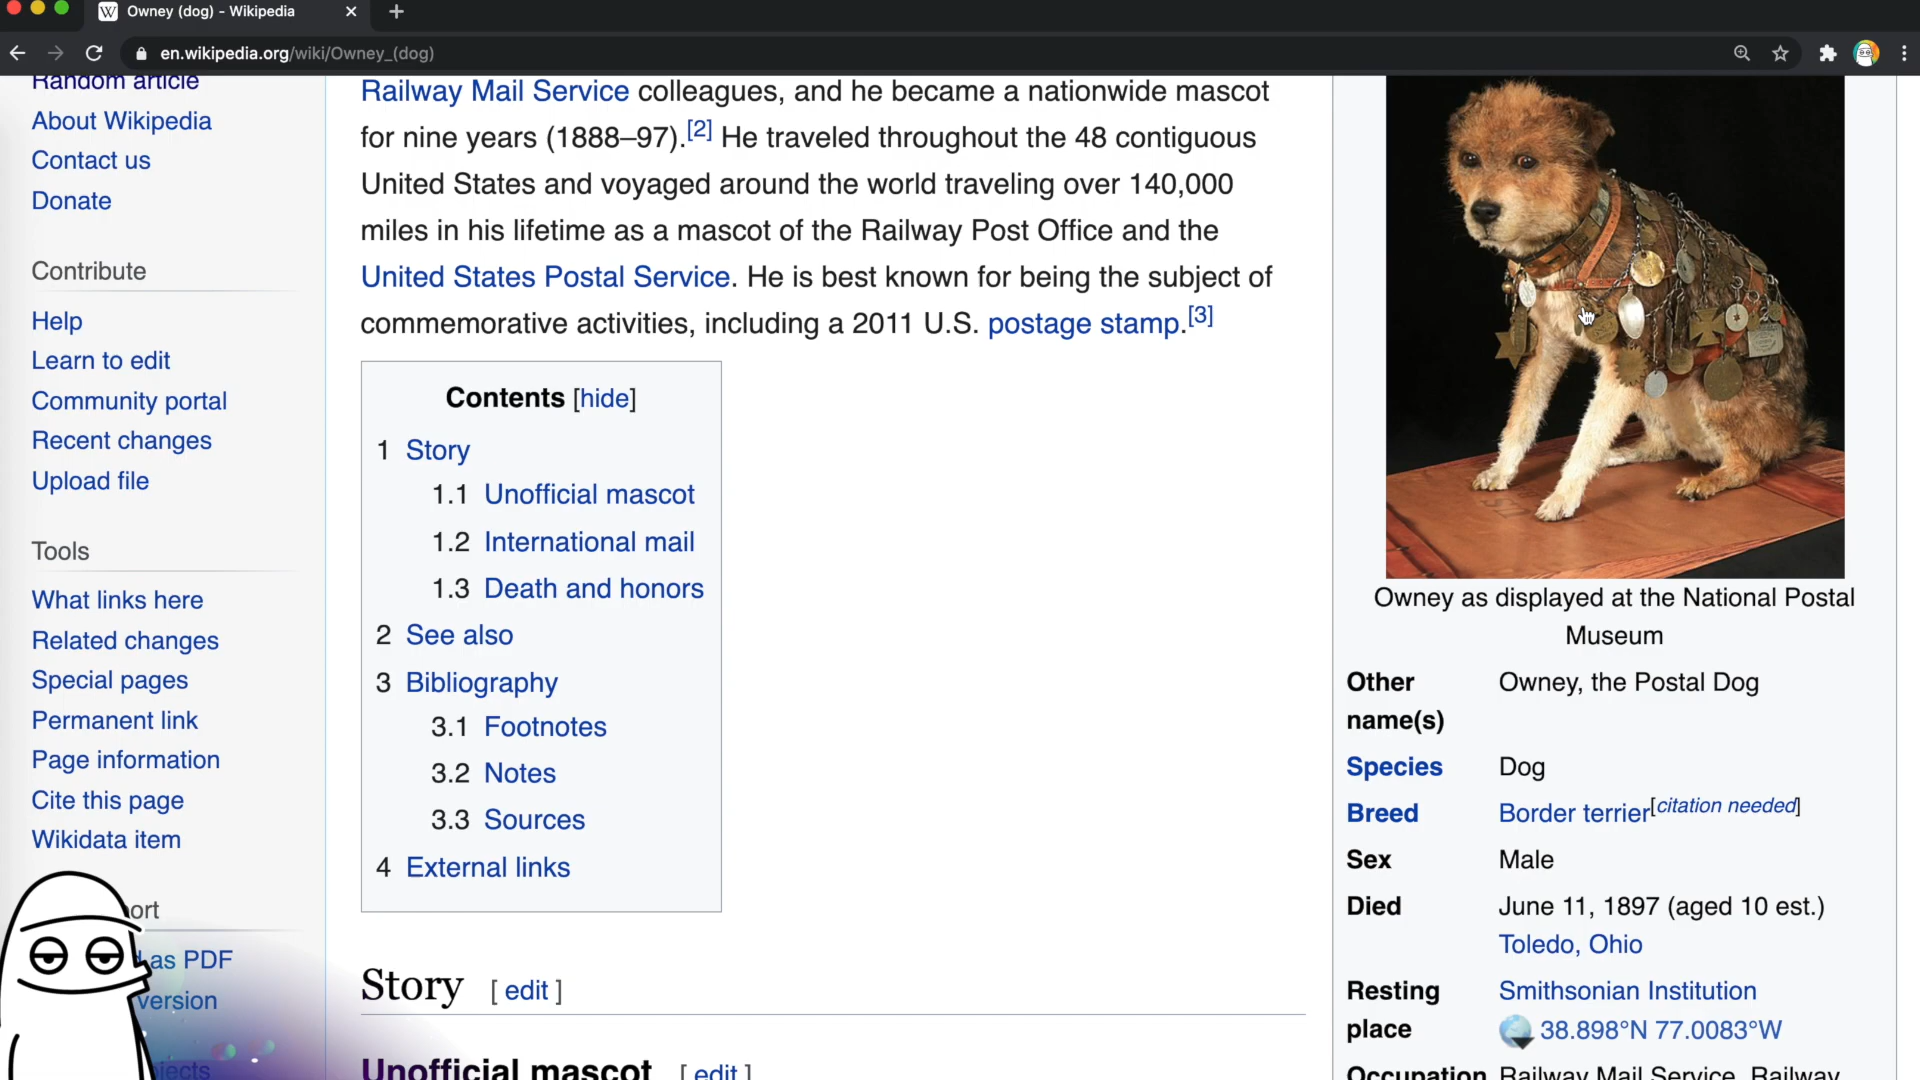 Owney (dog) - Wikipedia
en.wikipedia.org/wiki/Owney_(dog)
Random article
About Wikipedia
Contact us
Donate
Contribute
Help
Learn to edit
Community portal
Recent changes
Upload file
Tools
What links here
Related changes
Special pages
Permanent link
Page information
Cite this page
Wikidata item
as PDF
version
Railway Mail Service colleagues, and he became a nationwide mascot
for nine years (1888–97).[2] He traveled throughout the 48 contiguous
United States and voyaged around the world traveling over 140,000
miles in his lifetime as a mascot of the Railway Post Office and the
United States Postal Service. He is best known for being the subject of
commemorative activities, including a 2011 U.S. postage stamp.[3]
Contents [hide]
1 Story
1.1 Unofficial mascot
1.2 International mail
1.3 Death and honors
2 See also
3 Bibliography
3.1 Footnotes
3.2 Notes
3.3 Sources
4 External links
Story [ edit ]
Unofficial mascot [ edit ]
Owney as displayed at the National Postal
Museum
Other name(s) Owney, the Postal Dog
Species Dog
Breed Border terrier[citation needed]
Sex Male
Died June 11, 1897 (aged 10 est.)
Toledo, Ohio
Resting place Smithsonian Institution
38.898°N 77.0083°W
Occupation Railway Mail Service, Railway